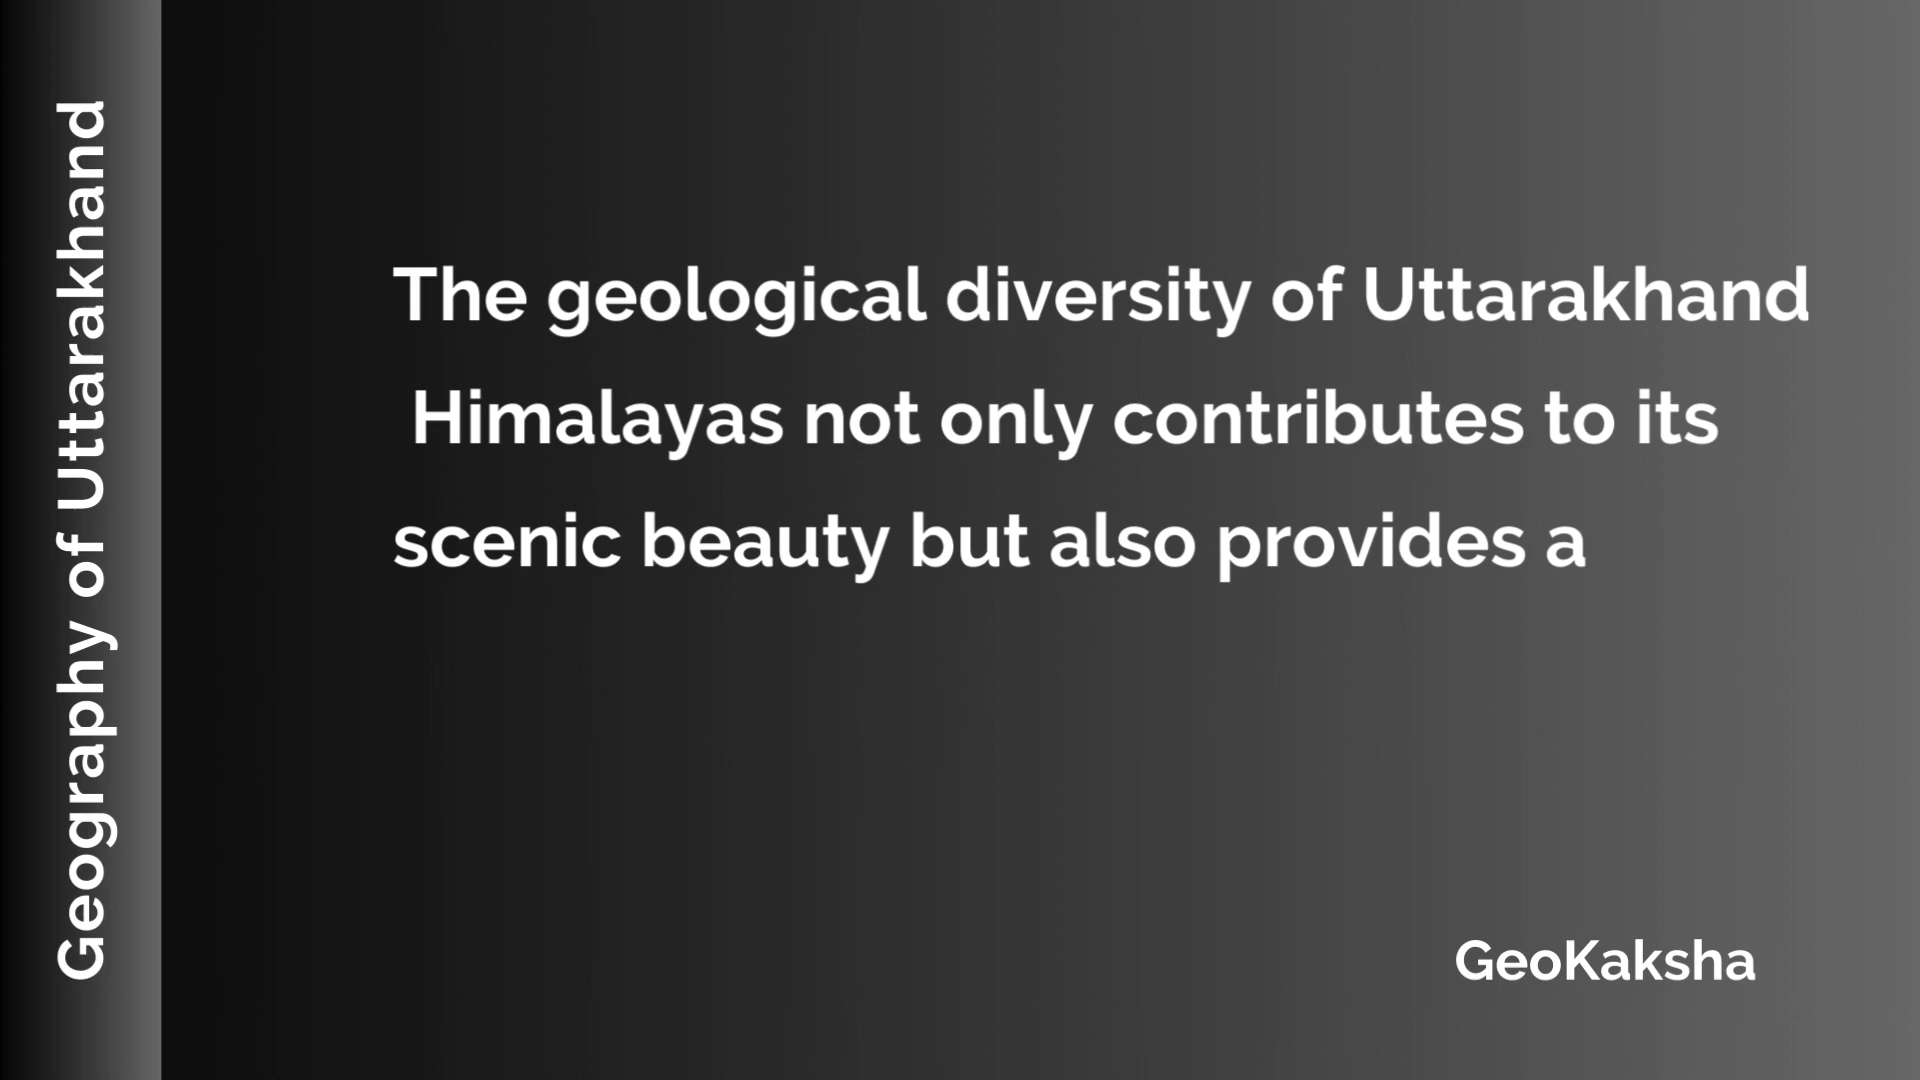 Geography of Uttarakhand
The geological diversity of Uttarakhand
Himalayas not only contributes to its
scenic beauty but also provides a
GeoKaksha